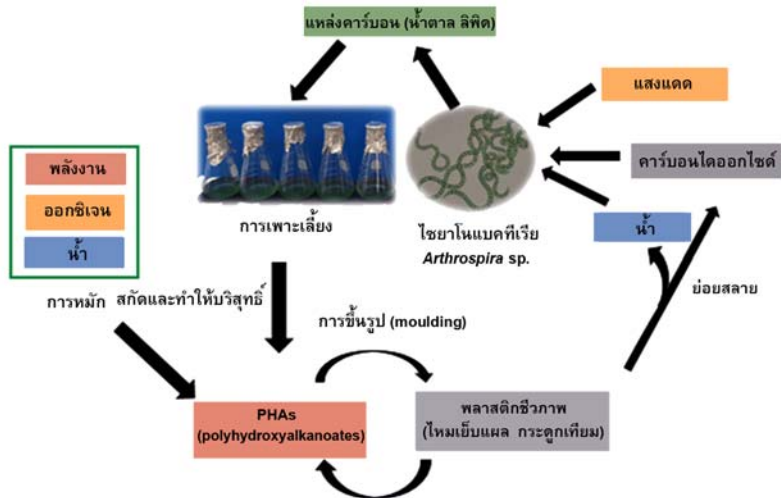 แหล่งคาร์บอน (น้ำตาล ลิพิด)
แสงแดด
คาร์บอนไดออกไซด์
น้ำ
พลังงาน
ออกซิเจน
น้ำ
การเพาะเลี้ยง
ไซยาโนแบคทีเรีย
Arthrospira sp.
การหมัก
สกัดและทำให้บริสุทธิ์
ย่อยสลาย
การขึ้นรูป (moulding)
PHAs
(polyhydroxyalkanoates)
พลาสติกชีวภาพ
(ไหมเย็บแผล กระดูกเทียม)